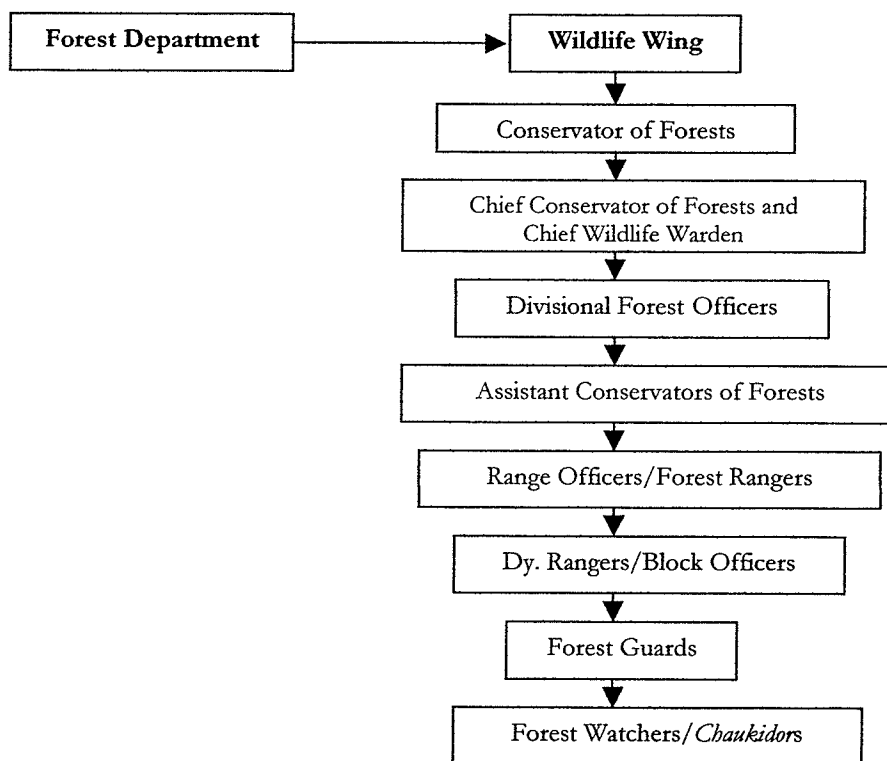 Forest Department
Wildlife Wing
Conservator of Forests
Chief Conservator of Forests and
Chief Wildlife Warden
Divisional Forest Officers
Assistant Conservators of Forests
Range Officers/Forest Rangers
Dy. Rangers/Block Officers
Forest Guards
Forest Watchers/Chaukidors